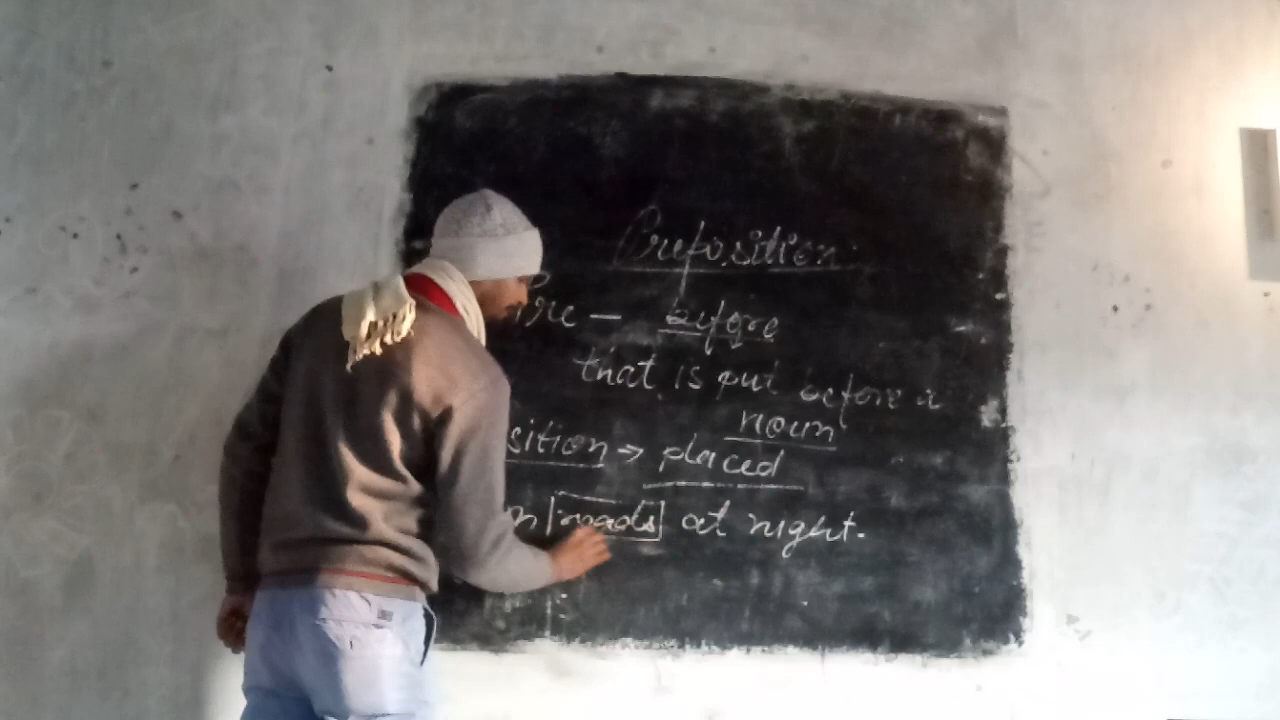 Preposition
Pre — before
that is put before a
noun
sition → placed
reads at night.